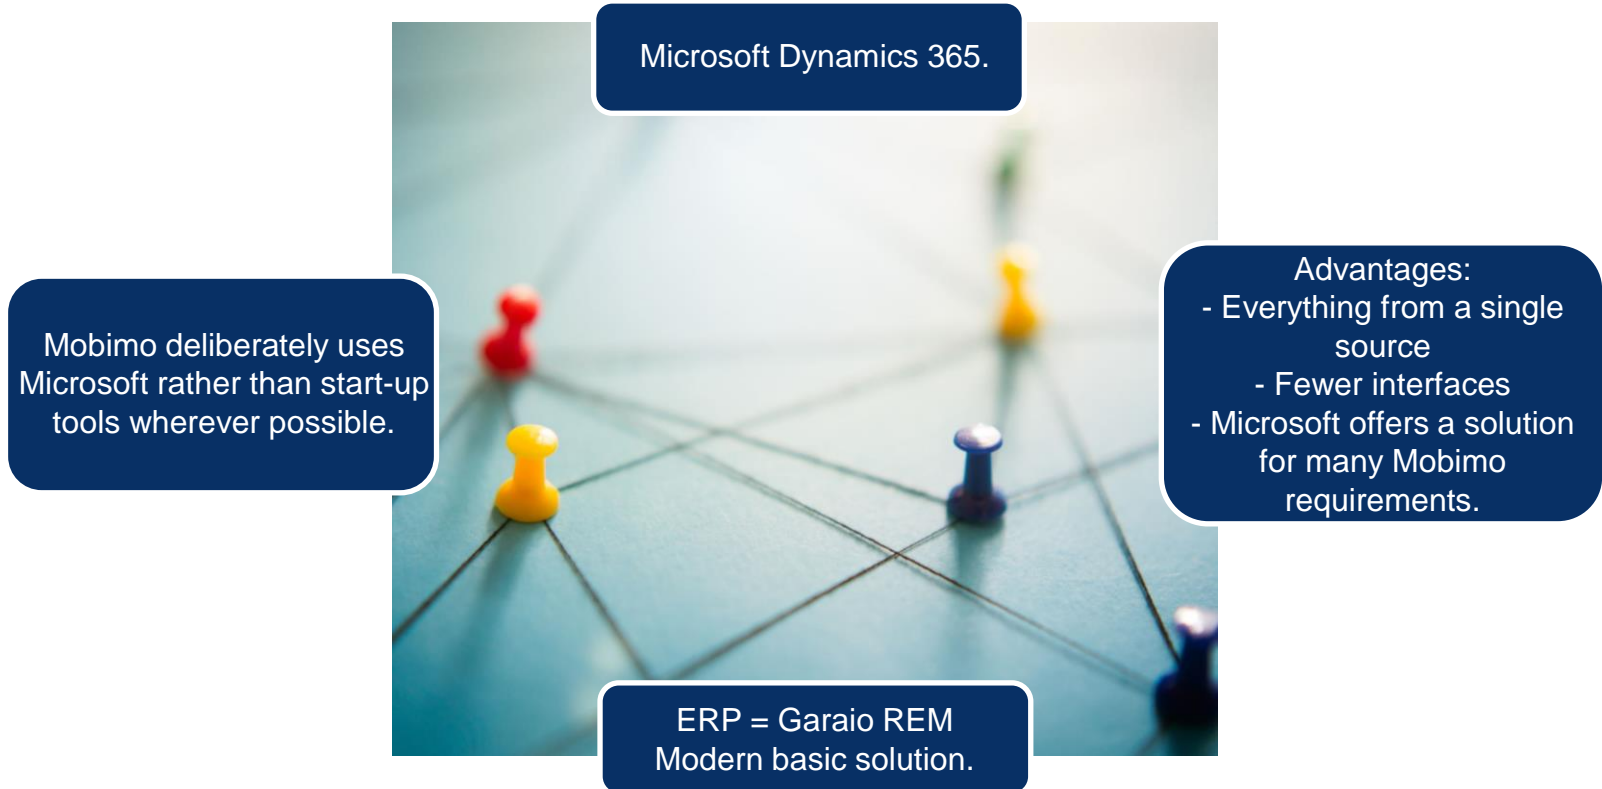 Microsoft Dynamics 365.
Mobimo deliberately uses
Microsoft rather than start-up
tools wherever possible.
Advantages:
- Everything from a single
source
- Fewer interfaces
- Microsoft offers a solution
for many Mobimo
requirements.
ERP = Garaio REM
Modern basic solution.